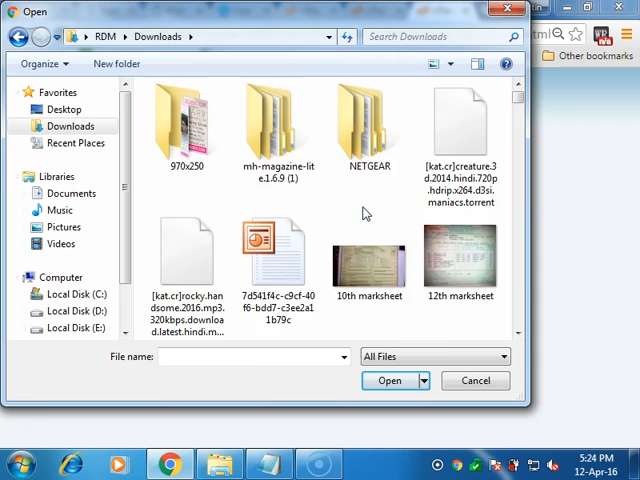 Open
RDM
Downloads
Search Downloads
Organize
New folder
Favorites
Desktop
Downloads
Recent Places
Libraries
Documents
Music
Pictures
Videos
Computer
Local Disk (C:)
Local Disk (D:)
Local Disk (E:)
970x250
mh-magazine-lit
e.1.6.9 (1)
NETGEAR
[kat.cr]creature.3
d.2014.hindi.720p
.hdrip.x264.d3si.
maniacs.torrent
[kat.cr]rocky.han
dsome.2016.mp3.
320kbps.downloa
d.latest.hindi.m...
7d541f4c-c9cf-40
f6-bdd7-c3ee2a1
1b79c
10th marksheet
12th marksheet
File name:
All Files
Open
Cancel
tin
html
Other bookmarks
5:24 PM
12-Apr-16